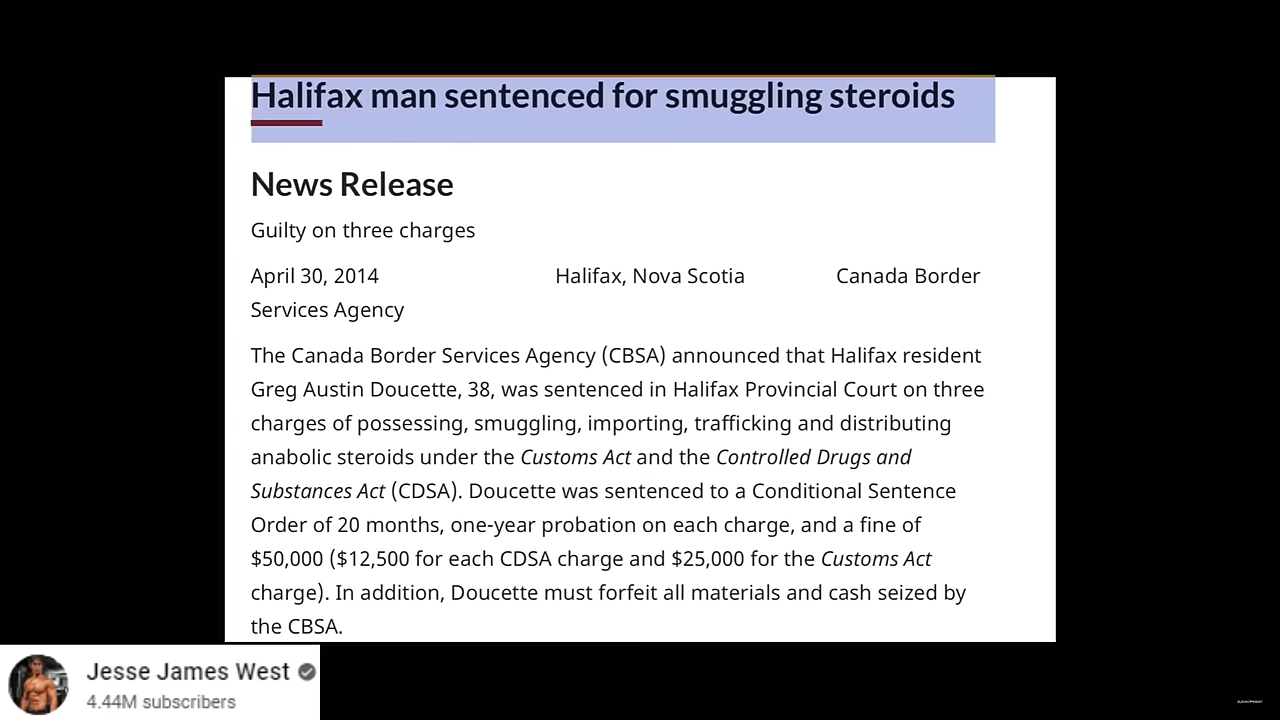 Halifax man sentenced for smuggling steroids
News Release
Guilty on three charges
April 30, 2014 Halifax, Nova Scotia Canada Border
Services Agency
The Canada Border Services Agency (CBSA) announced that Halifax resident
Greg Austin Doucette, 38, was sentenced in Halifax Provincial Court on three
charges of possessing, smuggling, importing, trafficking and distributing
anabolic steroids under the Customs Act and the Controlled Drugs and
Substances Act (CDSA). Doucette was sentenced to a Conditional Sentence
Order of 20 months, one-year probation on each charge, and a fine of
$50,000 ($12,500 for each CDSA charge and $25,000 for the Customs Act
charge). In addition, Doucette must forfeit all materials and cash seized by
the CBSA.
Jesse James West
4.44M subscribers